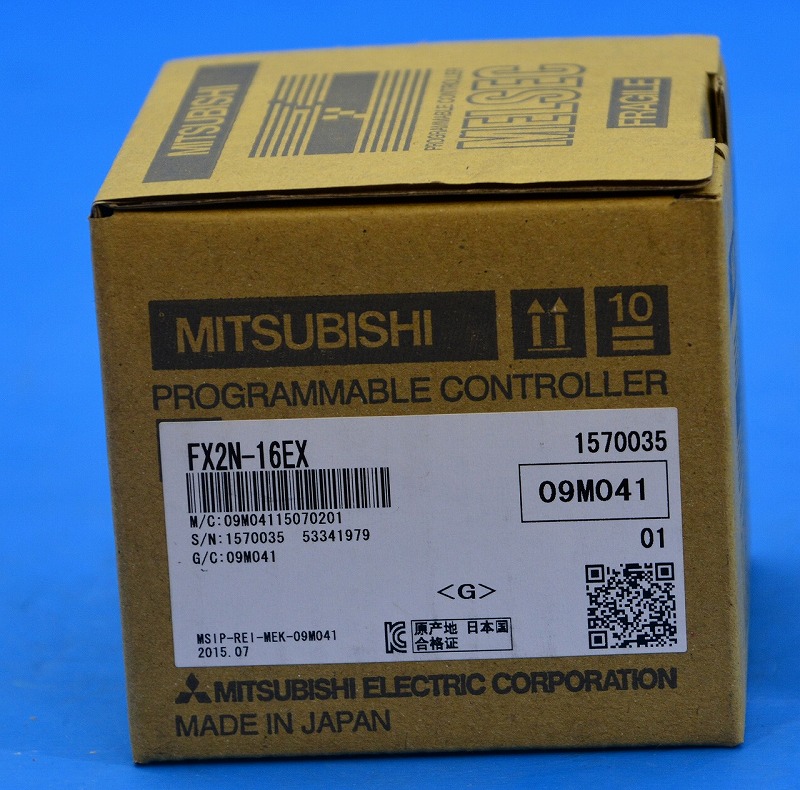 MITSUBISHI
PROGRAMMABLE CONTROLLER
MELSEC
FRAGILE
MITSUBISHI
10
PROGRAMMABLE CONTROLLER
FX2N-16EX
1570035
M/C:09M04115070201
09M041
S/N:1570035 53341979
G/C:09M041
01
<G>
MSIP-REI-MEK-09M041
2015.07
原产地 日本国
合格证
MITSUBISHI ELECTRIC CORPORATION
MADE IN JAPAN